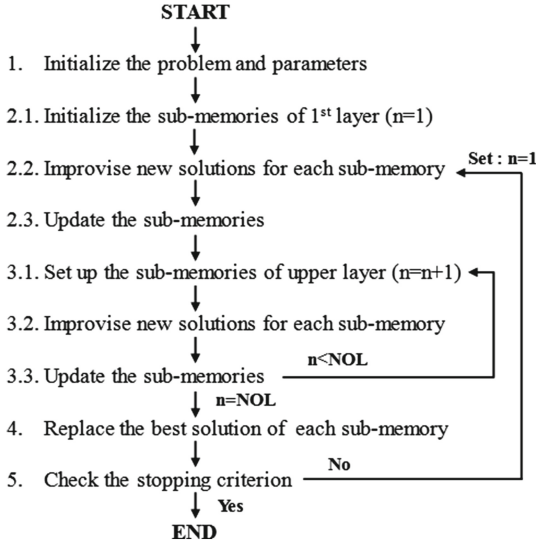 START
1. Initialize the problem and parameters
2.1. Initialize the sub-memories of 1st layer (n=1)
Set : n=1
2.2. Improvise new solutions for each sub-memory
2.3. Update the sub-memories
3.1. Set up the sub-memories of upper layer (n=n+1)
3.2. Improvise new solutions for each sub-memory
n<NOL
3.3. Update the sub-memories
n=NOL
4. Replace the best solution of each sub-memory
No
5. Check the stopping criterion
Yes
END